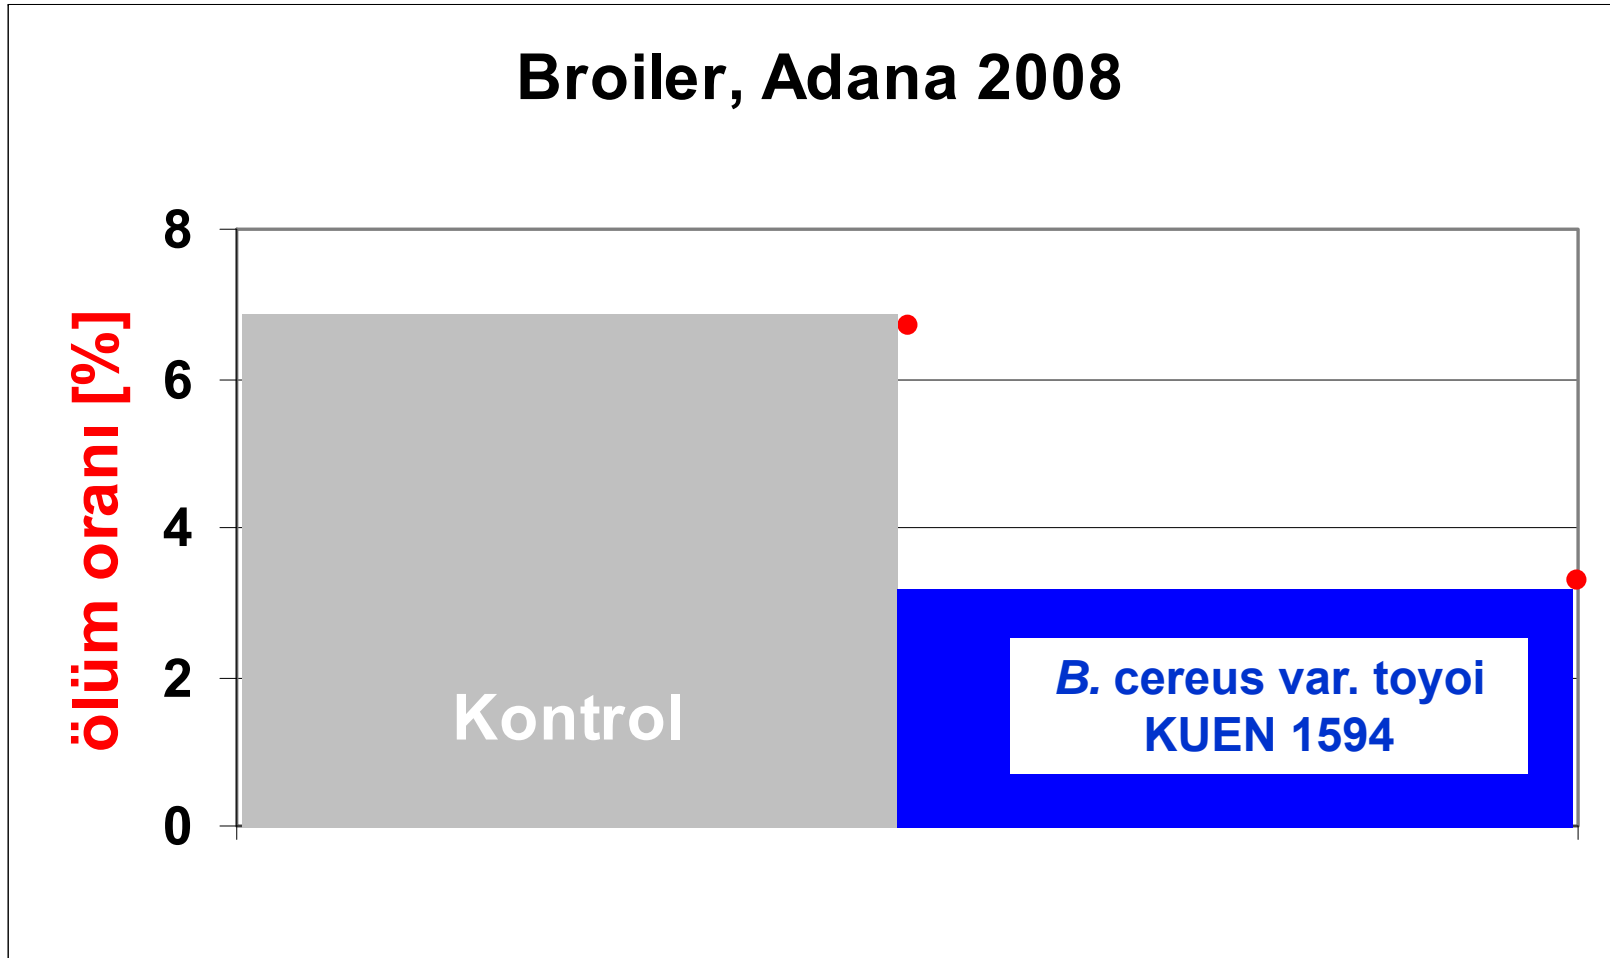 Broiler, Adana 2008
ölüm oranı [%]
8
6
4
2
0
Kontrol
B. cereus var. toyoi
KUEN 1594